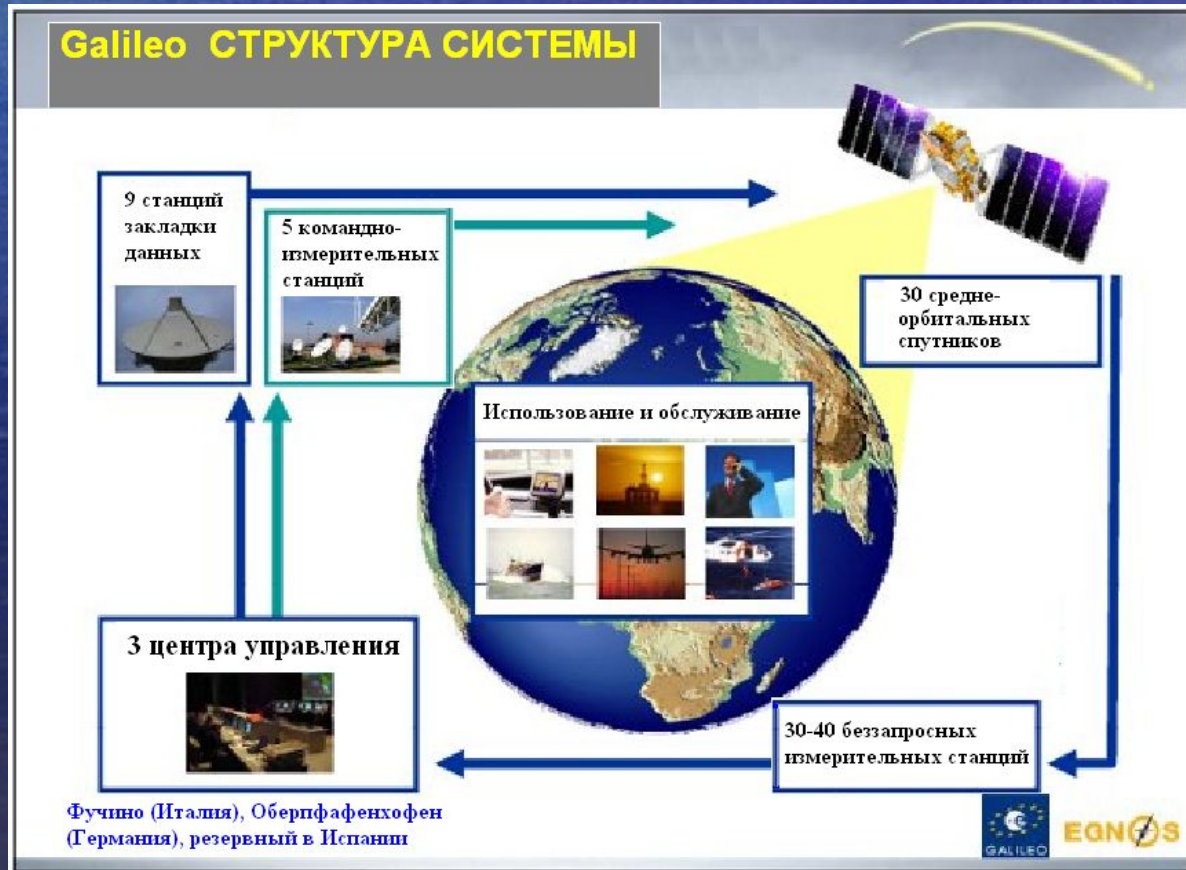 Galileo СТРУКТУРА СИСТЕМЫ
9 станций
закладки
данных
5 командно-
измерительных
станций
30 средне-
орбитальных
спутников
Использование и обслуживание
3 центра управления
30-40 беззапросных
измерительных станций
Фучино (Италия), Оберпфафенхофен
(Германия), резервный в Испании
GALILEO
EGNOS